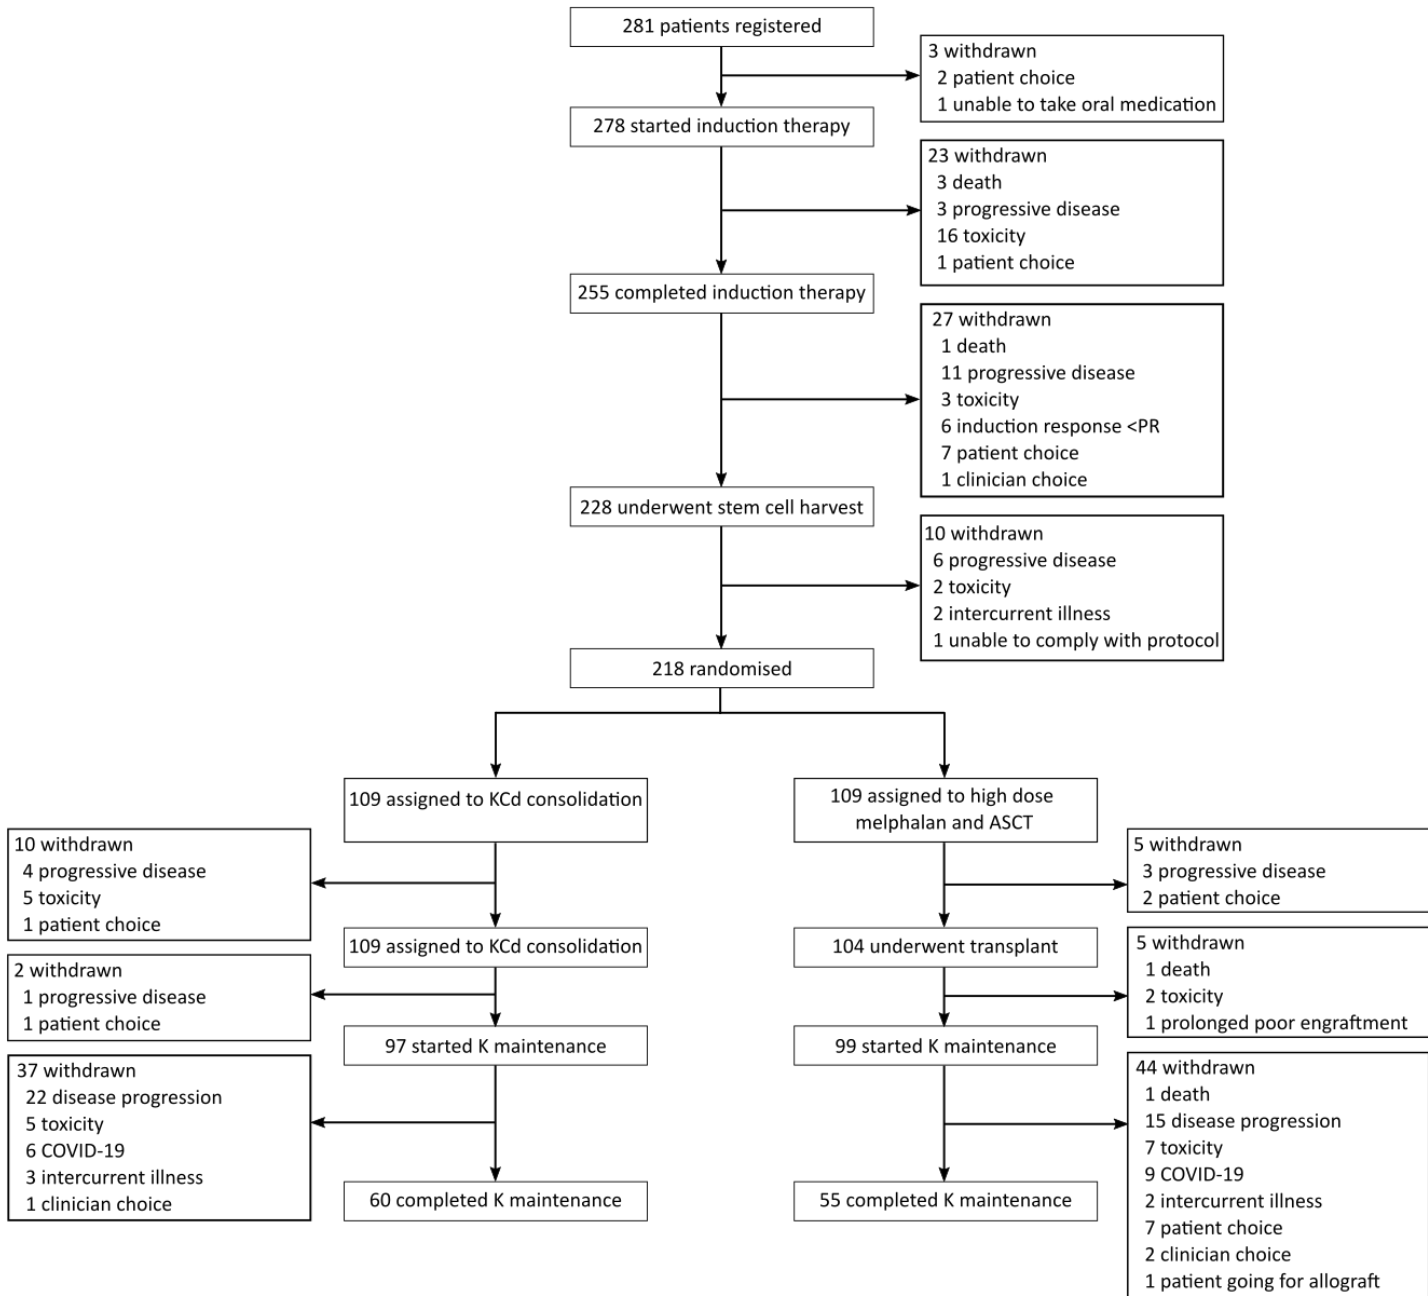 281 patients registered
3 withdrawn
2 patient choice
1 unable to take oral medication
278 started induction therapy
23 withdrawn
3 death
3 progressive disease
16 toxicity
1 patient choice
255 completed induction therapy
27 withdrawn
1 death
11 progressive disease
3 toxicity
6 induction response <PR
7 patient choice
1 clinician choice
228 underwent stem cell harvest
10 withdrawn
6 progressive disease
2 toxicity
2 intercurrent illness
1 unable to comply with protocol
218 randomised
109 assigned to KCd consolidation
109 assigned to high dose
melphalan and ASCT
10 withdrawn
4 progressive disease
5 toxicity
1 patient choice
5 withdrawn
3 progressive disease
2 patient choice
109 assigned to KCd consolidation
104 underwent transplant
2 withdrawn
1 progressive disease
1 patient choice
5 withdrawn
1 death
2 toxicity
1 prolonged poor engraftment
97 started K maintenance
99 started K maintenance
37 withdrawn
22 disease progression
5 toxicity
6 COVID-19
3 intercurrent illness
1 clinician choice
44 withdrawn
1 death
15 disease progression
7 toxicity
9 COVID-19
2 intercurrent illness
7 patient choice
2 clinician choice
1 patient going for allograft
60 completed K maintenance
55 completed K maintenance